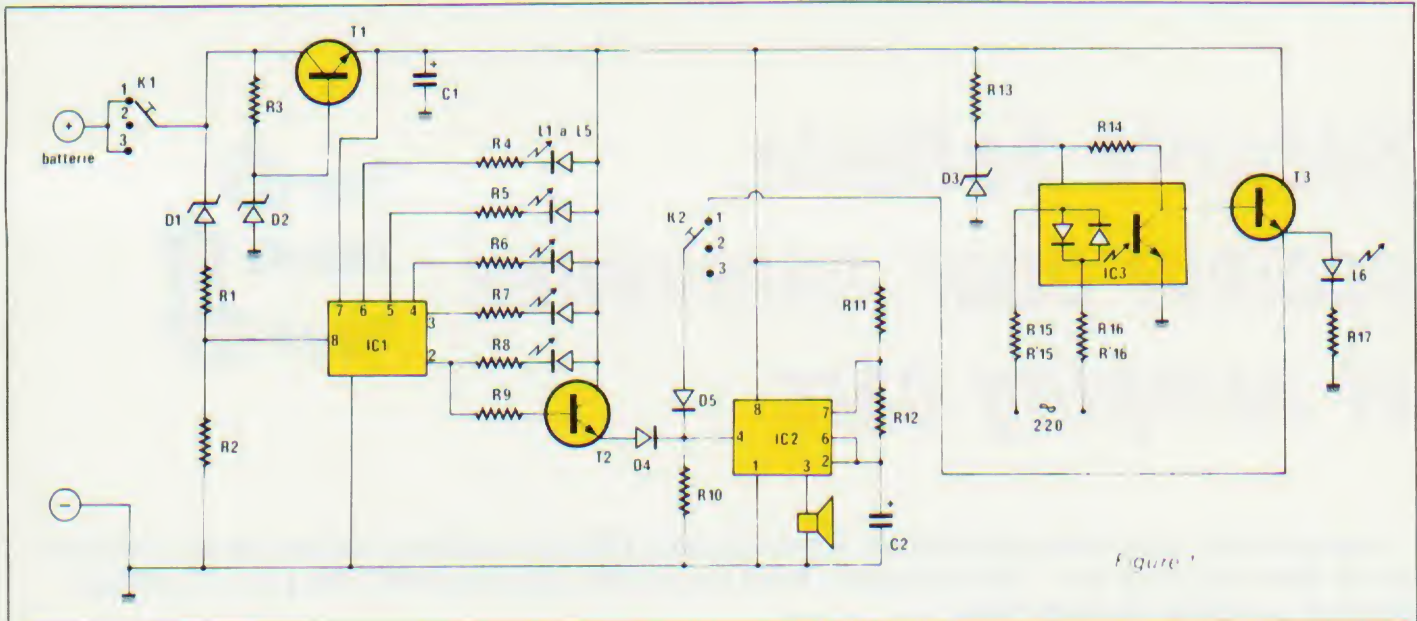 T1
K1
1
2
3
+
batterie
R3
+
C1
D1
D2
R1
R2
−
R4
L1 a L5
R5
R6
R7
R8
R9
7 6 5 4
3
8
IC1
2
T2
D4
K2
1
2
3
D5
R10
8
7
4
IC2
6
2
1
3
R11
R12
+
C2
R13
R14
D3
IC3
T3
L6
R15
R'15
R16
R'16
R17
220
Figure 1